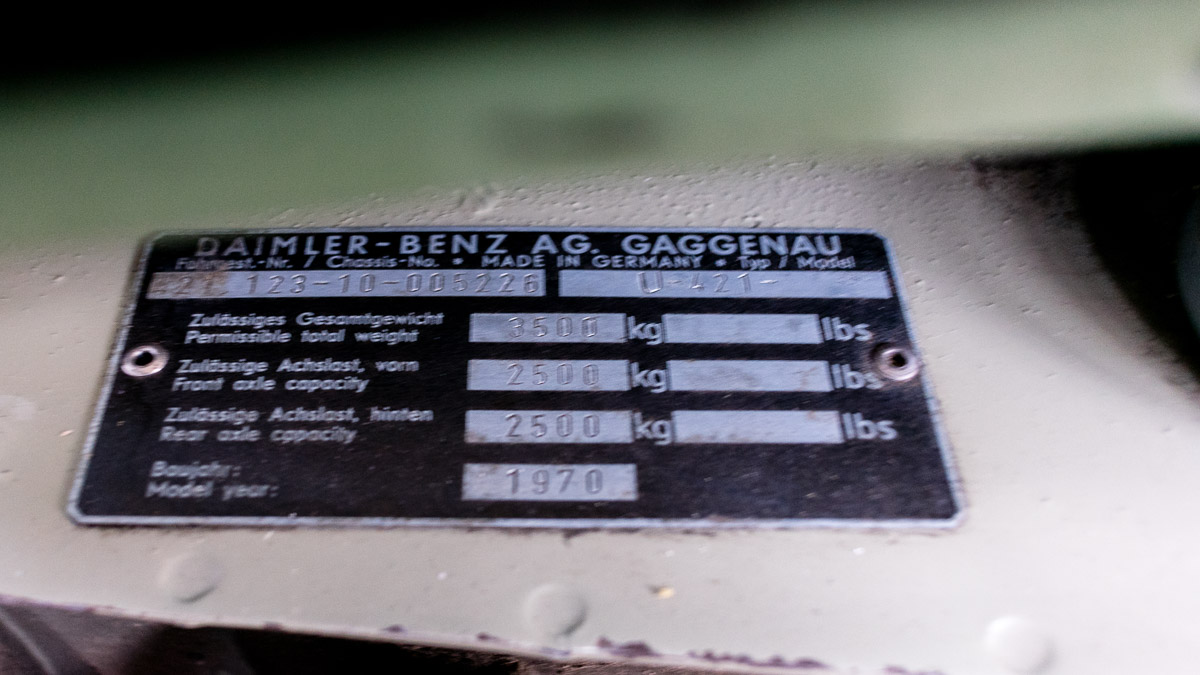 DAIMLER-BENZ AG. GAGGENAU
Fahrgest.-Nr. / Chassis-No. • MADE IN GERMANY • Typ / Model
421 123-10-005226 U-421-
Zulässiges Gesamtgewicht
Permissible total weight 3500 kg lbs
Zulässige Achslast, vorn
Front axle capacity 2500 kg lbs
Zulässige Achslast, hinten
Rear axle capacity 2500 kg lbs
Baujahr:
Model year: 1970